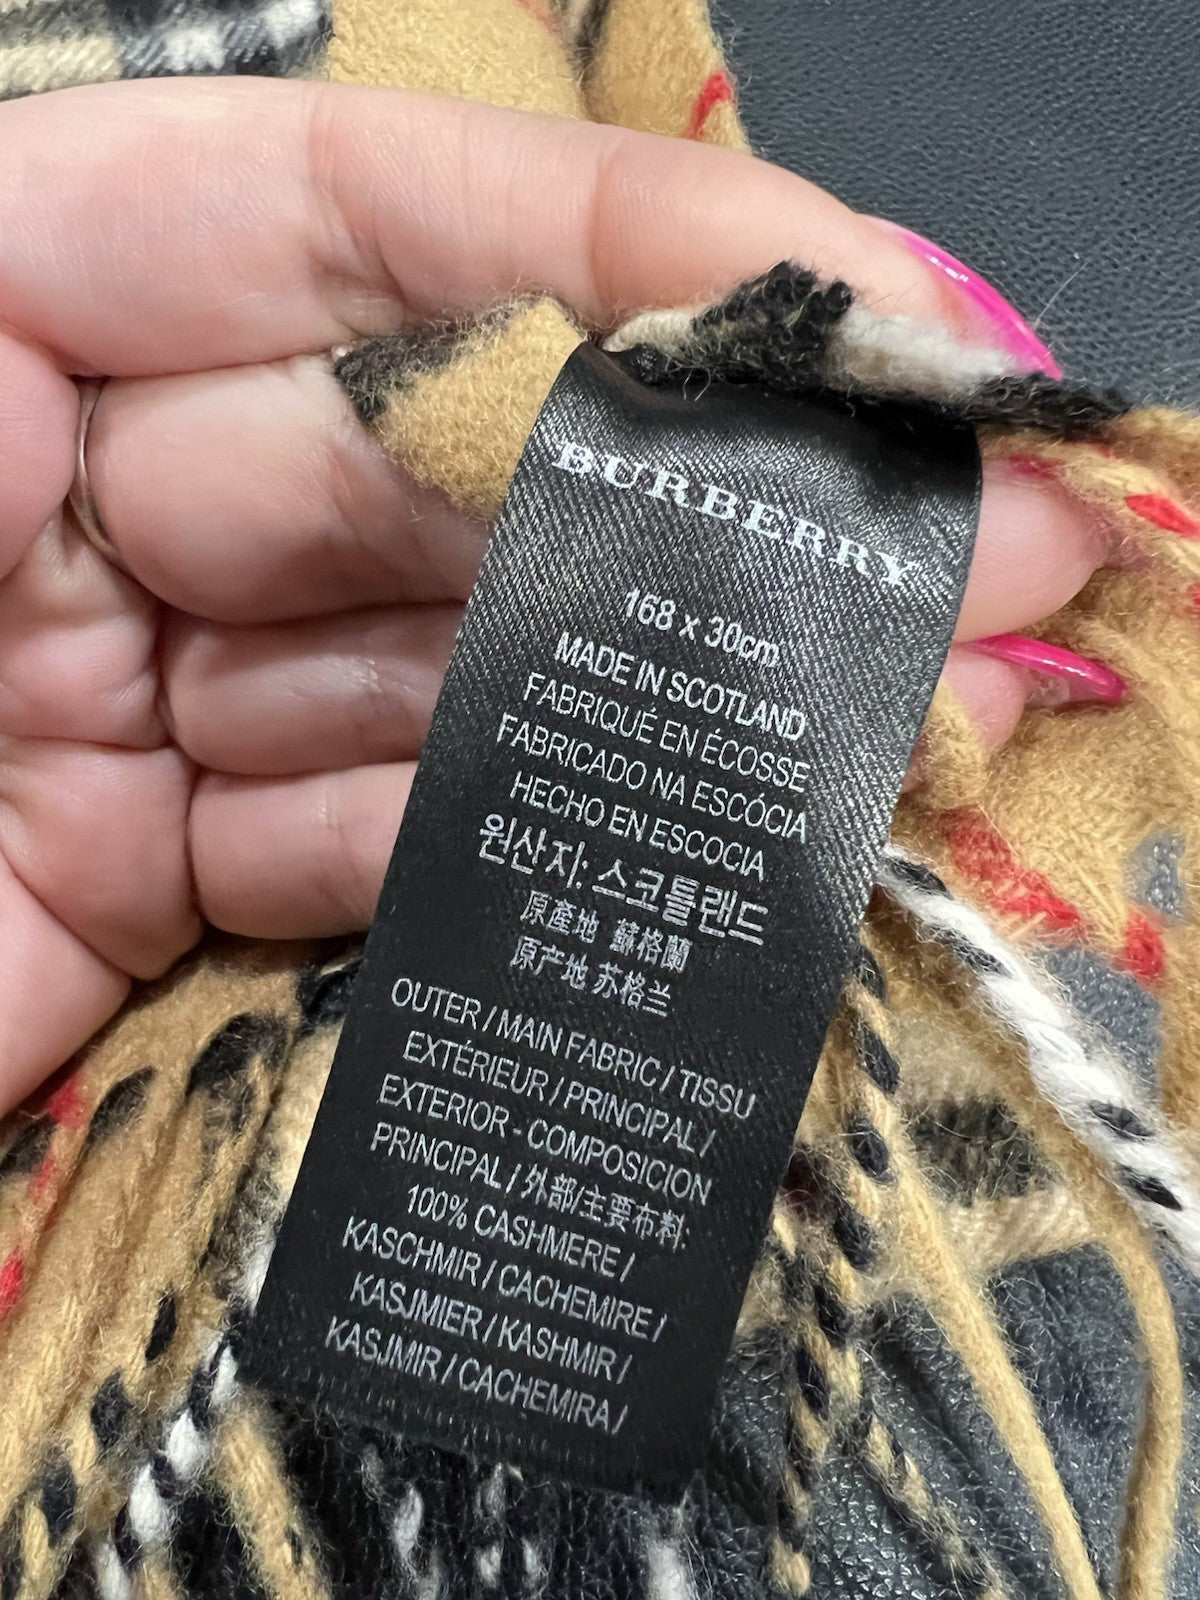 BURBERRY
168 x 30cm
MADE IN SCOTLAND
FABRIQUÉ EN ÉCOSSE
FABRICADO NA ESCÓCIA
HECHO EN ESCOCIA
원산지: 스코틀랜드
原產地 蘇格蘭
原产地 苏格兰
OUTER / MAIN FABRIC / TISSU
EXTÉRIEUR / PRINCIPAL /
EXTERIOR - COMPOSICION
PRINCIPAL / 外部/主要布料:
100% CASHMERE /
KASCHMIR / CACHEMIRE /
KASJMIER / KASHMIR /
KASJMIR / CACHEMIRA /